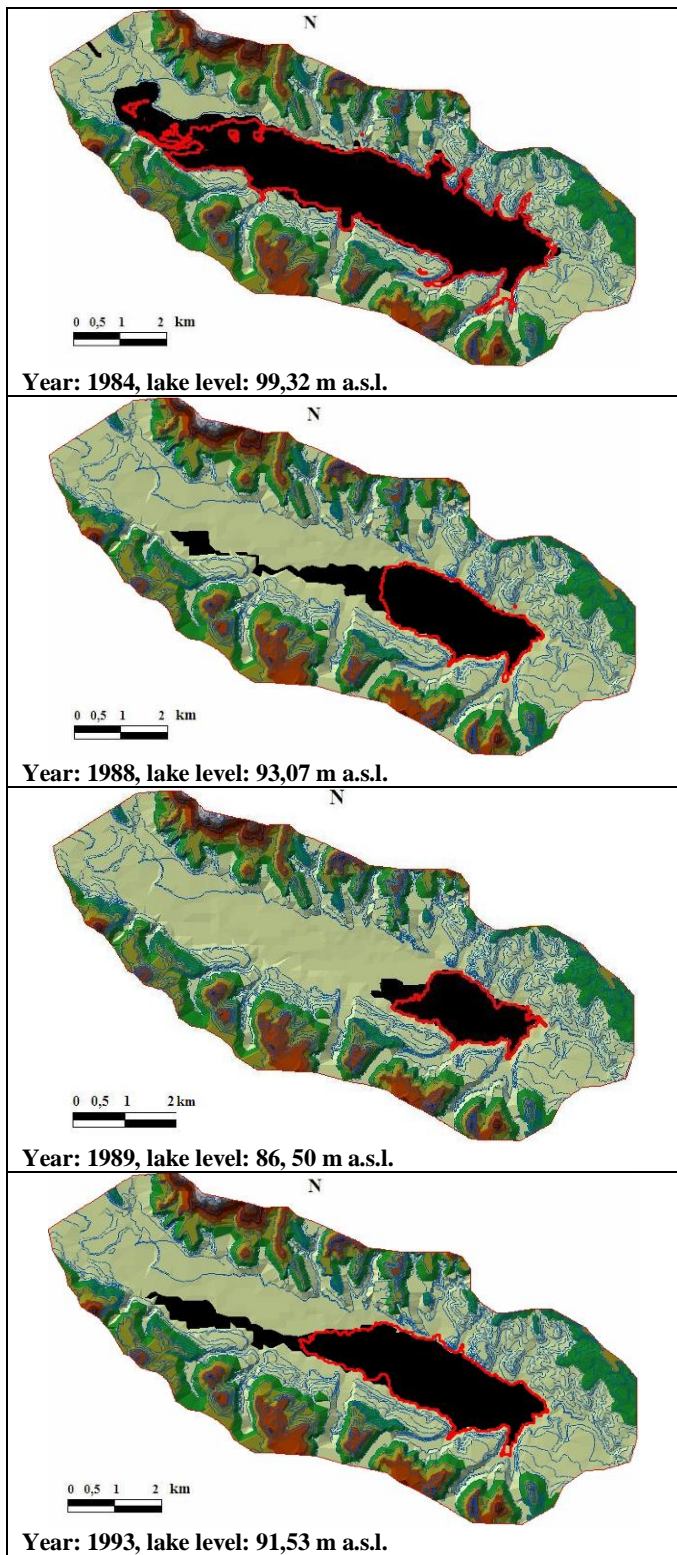 N
0 0,5 1 2
km
Year: 1984, lake level: 99,32 m a.s.l.
N
0 0,5 1 2
km
Year: 1988, lake level: 93,07 m a.s.l.
N
0 0,5 1 2 km
Year: 1989, lake level: 86, 50 m a.s.l.
N
0 0,5 1 2 km
Year: 1993, lake level: 91,53 m a.s.l.